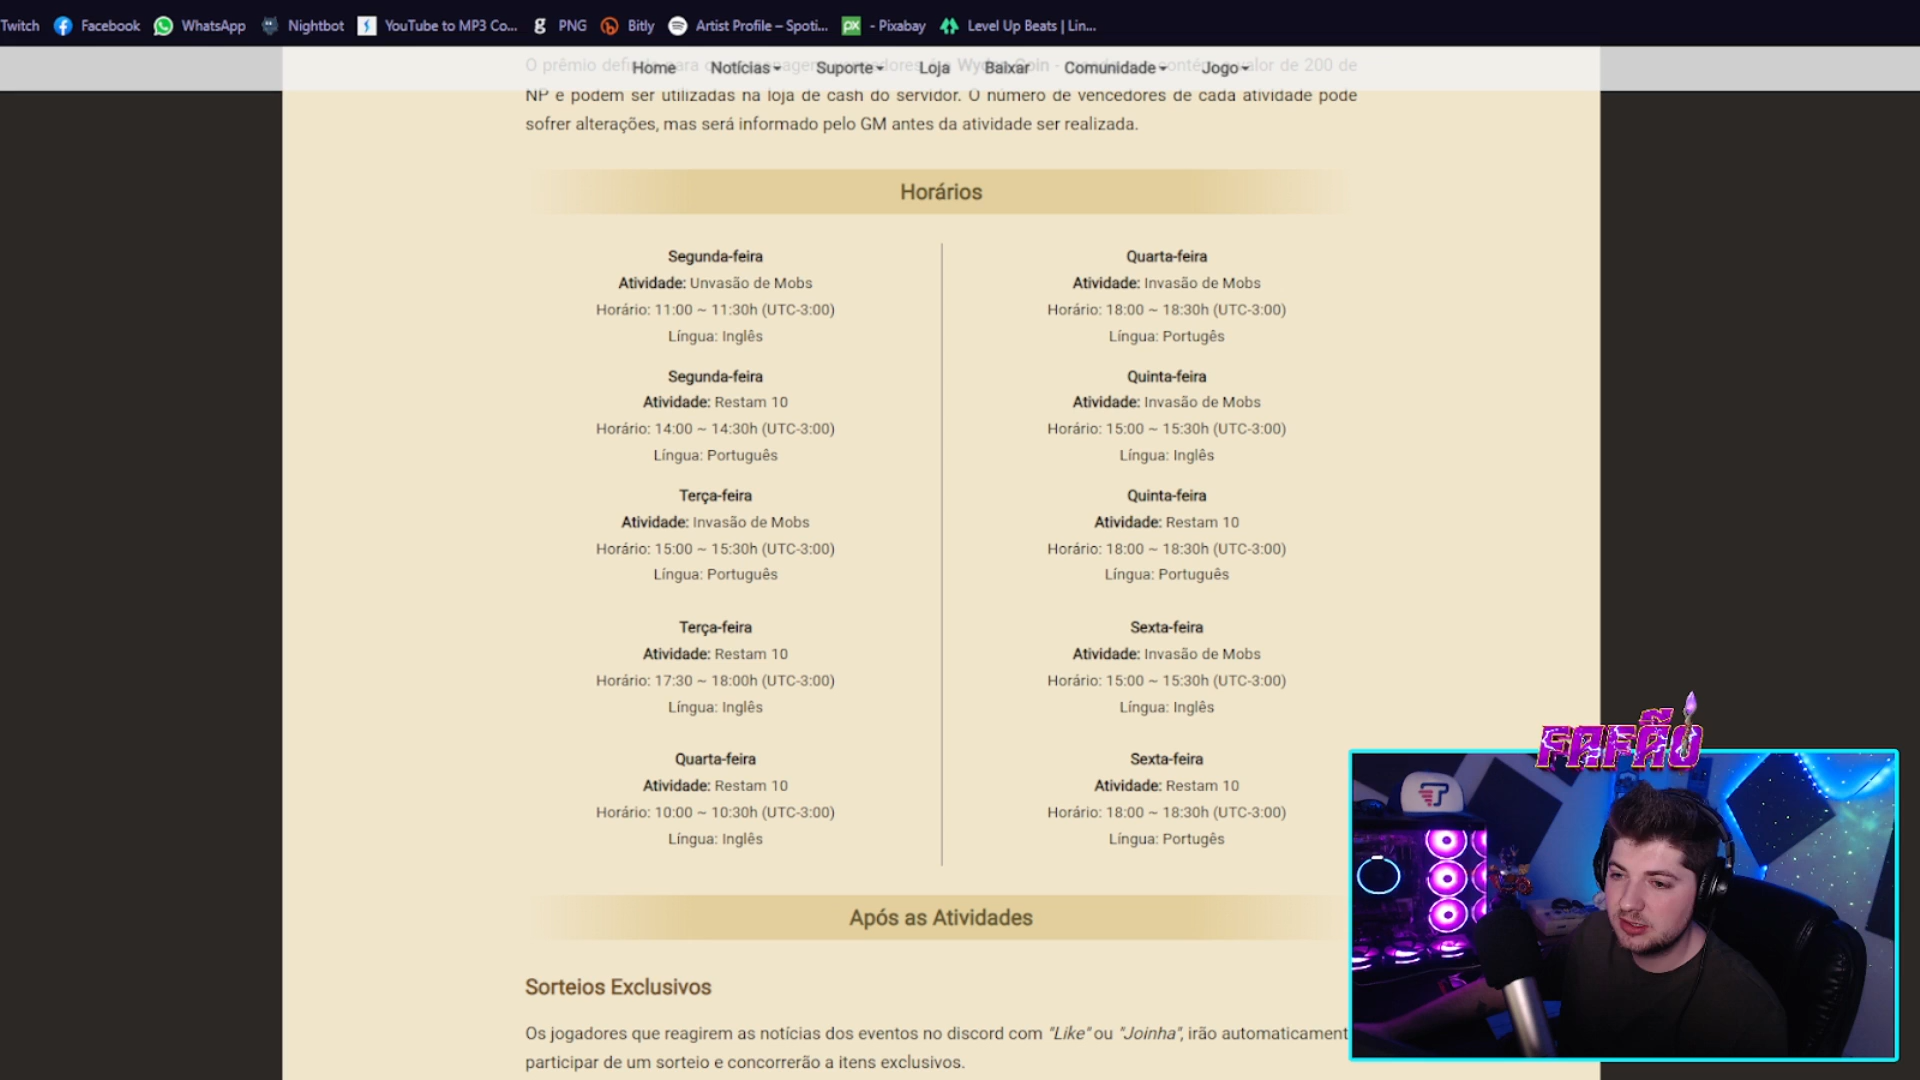 Twitch Facebook WhatsApp Nightbot YouTube to MP3 Co... PNG Bitly Artist Profile – Spoti... - Pixabay Level Up Beats | Lin...
Home Notícias Suporte Loja Baixar Comunidade Jogo
O prêmio defi para o Coin - contém o valor de 200 de
NP e podem ser utilizadas na loja de cash do servidor. O número de vencedores de cada atividade pode
sofrer alterações, mas será informado pelo GM antes da atividade ser realizada.
Horários
Segunda-feira
Atividade: Unvasão de Mobs
Horário: 11:00 ~ 11:30h (UTC-3:00)
Língua: Inglês
Segunda-feira
Atividade: Restam 10
Horário: 14:00 ~ 14:30h (UTC-3:00)
Língua: Português
Terça-feira
Atividade: Invasão de Mobs
Horário: 15:00 ~ 15:30h (UTC-3:00)
Língua: Português
Terça-feira
Atividade: Restam 10
Horário: 17:30 ~ 18:00h (UTC-3:00)
Língua: Inglês
Quarta-feira
Atividade: Restam 10
Horário: 10:00 ~ 10:30h (UTC-3:00)
Língua: Inglês
Quarta-feira
Atividade: Invasão de Mobs
Horário: 18:00 ~ 18:30h (UTC-3:00)
Língua: Portugês
Quinta-feira
Atividade: Invasão de Mobs
Horário: 15:00 ~ 15:30h (UTC-3:00)
Língua: Inglês
Quinta-feira
Atividade: Restam 10
Horário: 18:00 ~ 18:30h (UTC-3:00)
Língua: Português
Sexta-feira
Atividade: Invasão de Mobs
Horário: 15:00 ~ 15:30h (UTC-3:00)
Língua: Inglês
Sexta-feira
Atividade: Restam 10
Horário: 18:00 ~ 18:30h (UTC-3:00)
Língua: Portugês
Após as Atividades
Sorteios Exclusivos
Os jogadores que reagirem as notícias dos eventos no discord com "Like" ou "Joinha", irão automaticament
participar de um sorteio e concorrerão a itens exclusivos.
FAFÃO